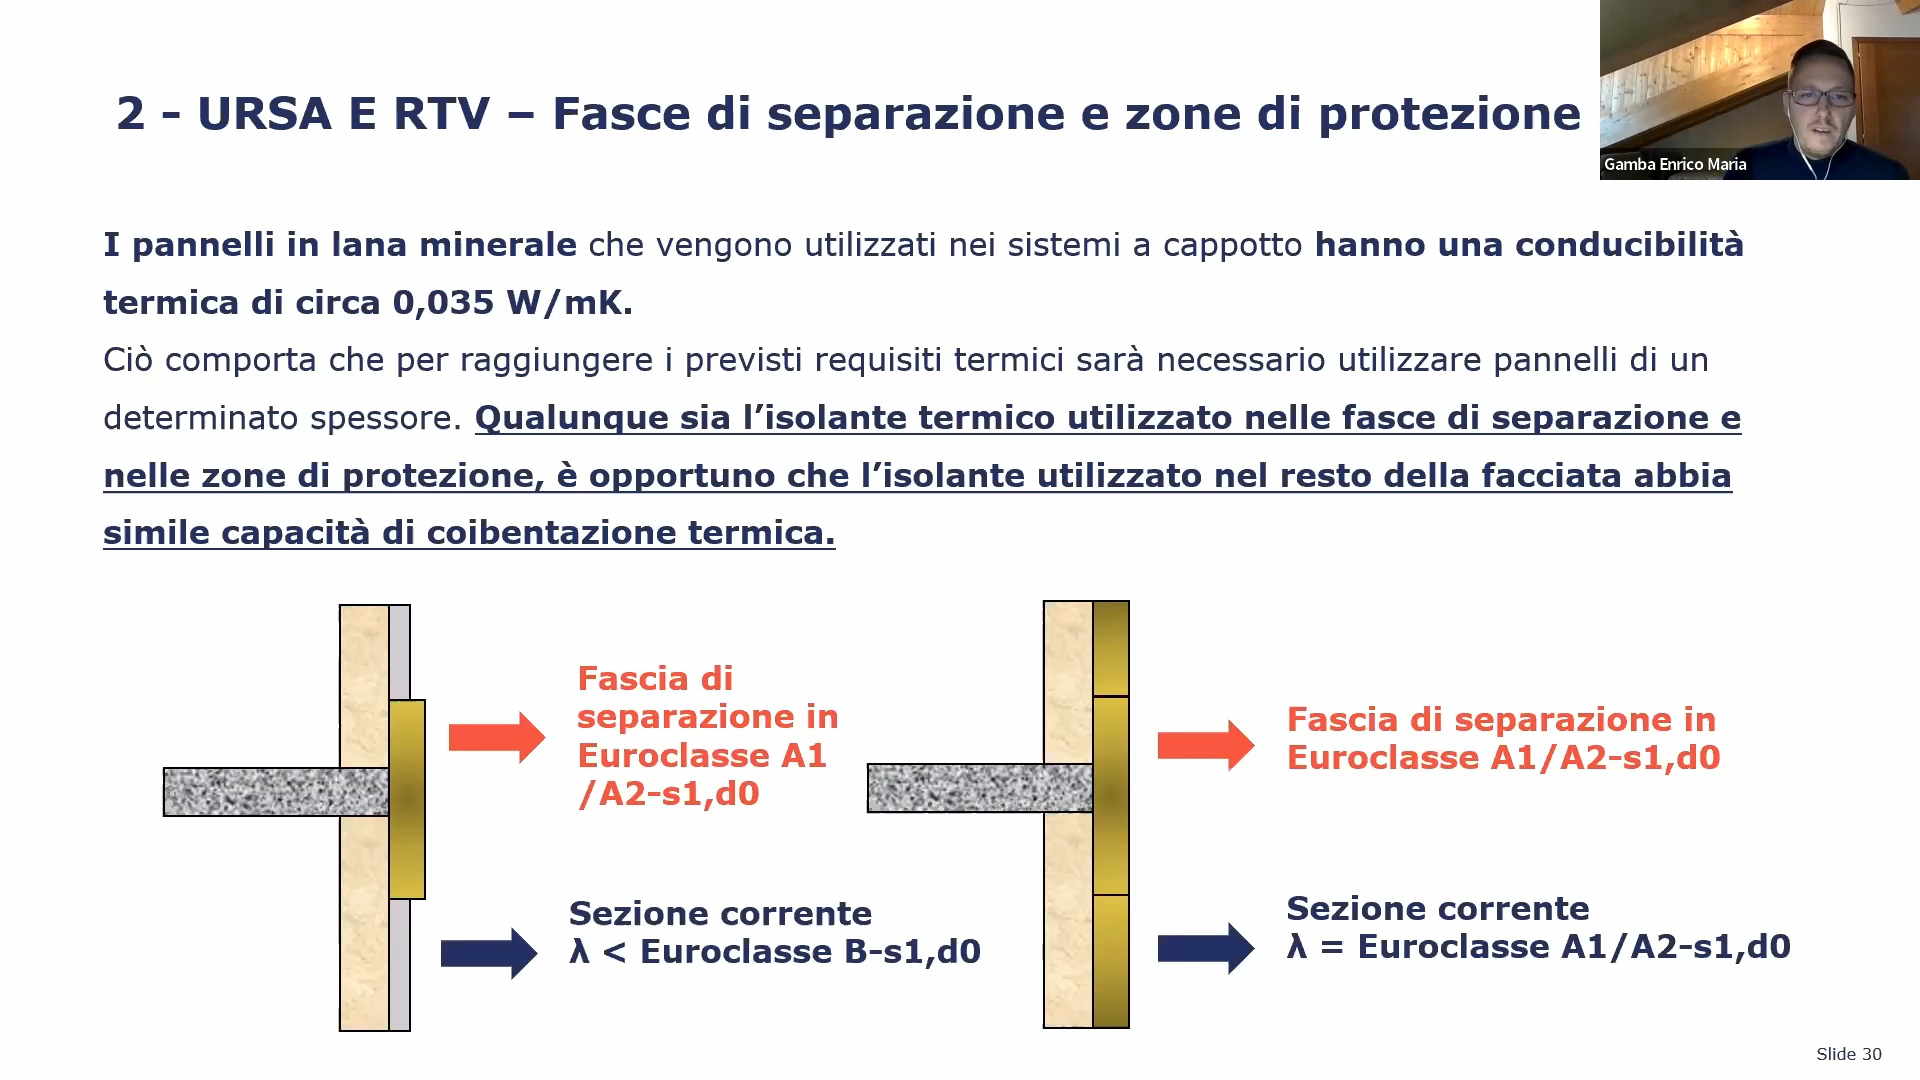 2 - URSA E RTV – Fasce di separazione e zone di protezione
Gamba Enrico Maria
I pannelli in lana minerale che vengono utilizzati nei sistemi a cappotto hanno una conducibilità
termica di circa 0,035 W/mK.
Ciò comporta che per raggiungere i previsti requisiti termici sarà necessario utilizzare pannelli di un
determinato spessore. Qualunque sia l’isolante termico utilizzato nelle fasce di separazione e
nelle zone di protezione, è opportuno che l’isolante utilizzato nel resto della facciata abbia
simile capacità di coibentazione termica.
Fascia di
separazione in
Euroclasse A1
/A2-s1,d0
Sezione corrente
λ < Euroclasse B-s1,d0
Fascia di separazione in
Euroclasse A1/A2-s1,d0
Sezione corrente
λ = Euroclasse A1/A2-s1,d0
Slide 30